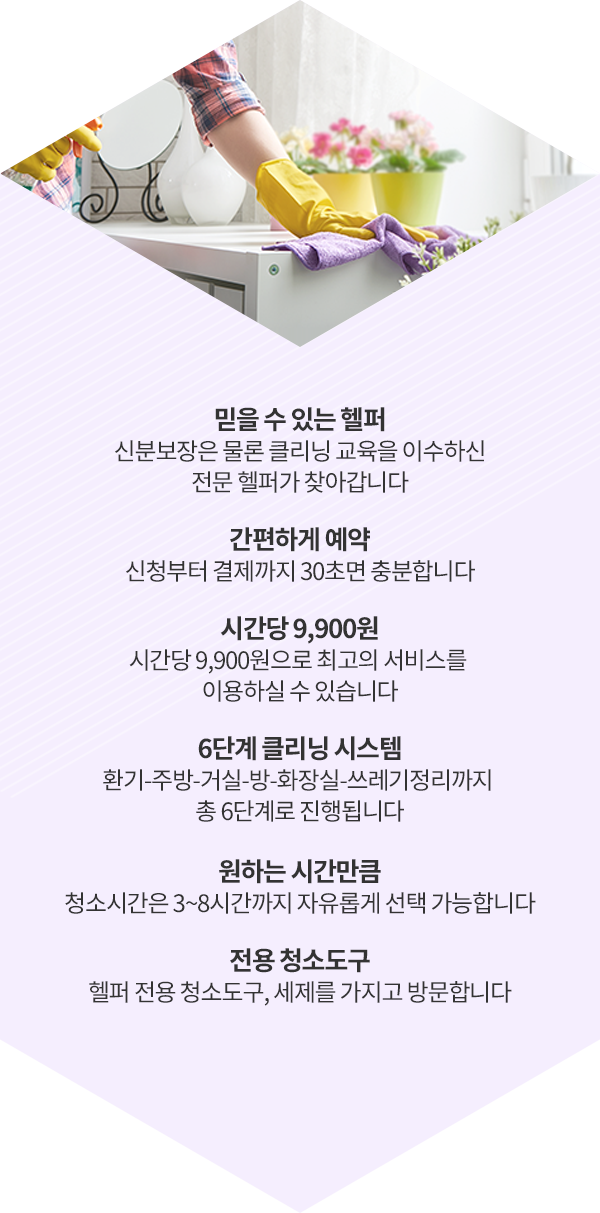 믿을 수 있는 헬퍼
신분보장은 물론 클리닝 교육을 이수하신
전문 헬퍼가 찾아갑니다
간편하게 예약
신청부터 결제까지 30초면 충분합니다
시간당 9,900원
시간당 9,900원으로 최고의 서비스를
이용하실 수 있습니다
6단계 클리닝 시스템
환기-주방-거실-방-화장실-쓰레기정리까지
총 6단계로 진행됩니다
원하는 시간만큼
청소시간은 3~8시간까지 자유롭게 선택 가능합니다
전용 청소도구
헬퍼 전용 청소도구, 세제를 가지고 방문합니다